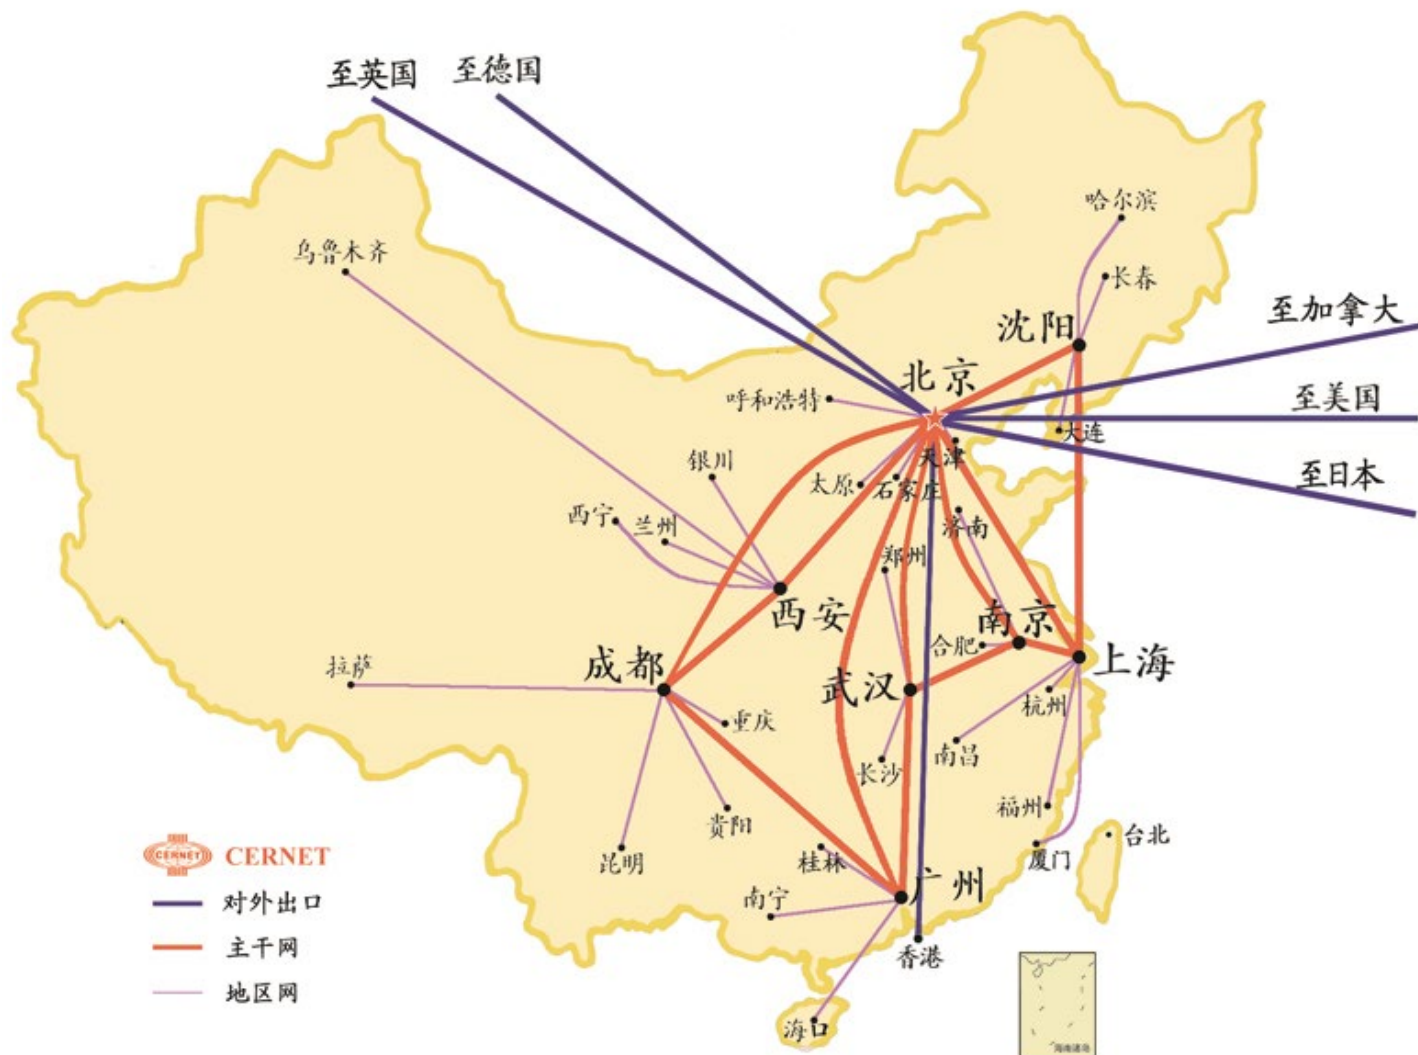 至英国
至德国
哈尔滨
乌鲁木齐
长春
至加拿大
沈阳
北京
呼和浩特
至美国
大连
天津
银川
太原
石家庄
至日本
西宁
兰州
济南
郑州
西安
南京
合肥
成都
拉萨
上海
武汉
杭州
重庆
南昌
长沙
贵阳
福州
台北
昆明
桂林
厦门
CERNET
CERNET
南宁
广州
对外出口
主干网
香港
地区网
海口
南海诸岛